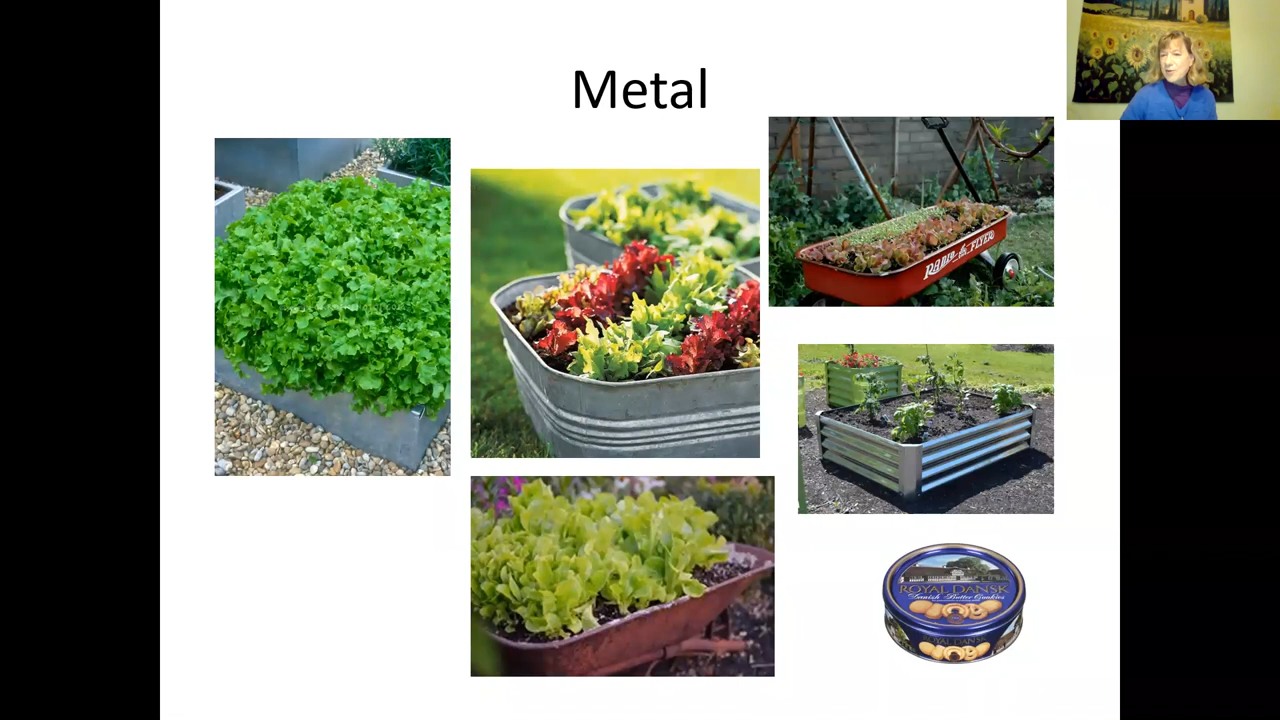 Metal
RADIO FLYER
ROYAL DANSK
Danish Butter Cookies
ROYAL DANSK